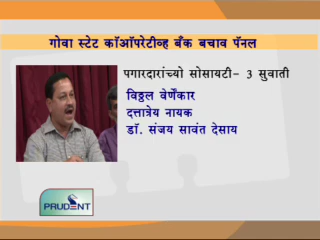 गोवा स्टेट कॉऑपरेटीव्ह बँक बचाव पॅनल
पगारदारांच्यो सोसायटी- 3 सुवाती
विठ्ठल वेर्णेकार
दत्तात्रेय नायक
डॉ. संजय सावंत देसाय
PRUDENT